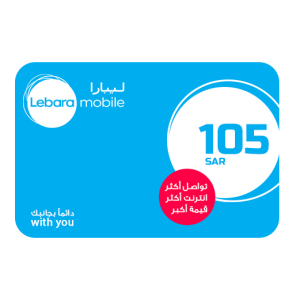 ليبارا
Lebara mobile
105
SAR
تواصل أكثر
انترنت أكثر
قيمة أكبر
دائماً بجانبك
with you